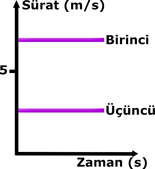 Sürat (m/s)
Birinci
5
Üçüncü
Zaman (s)